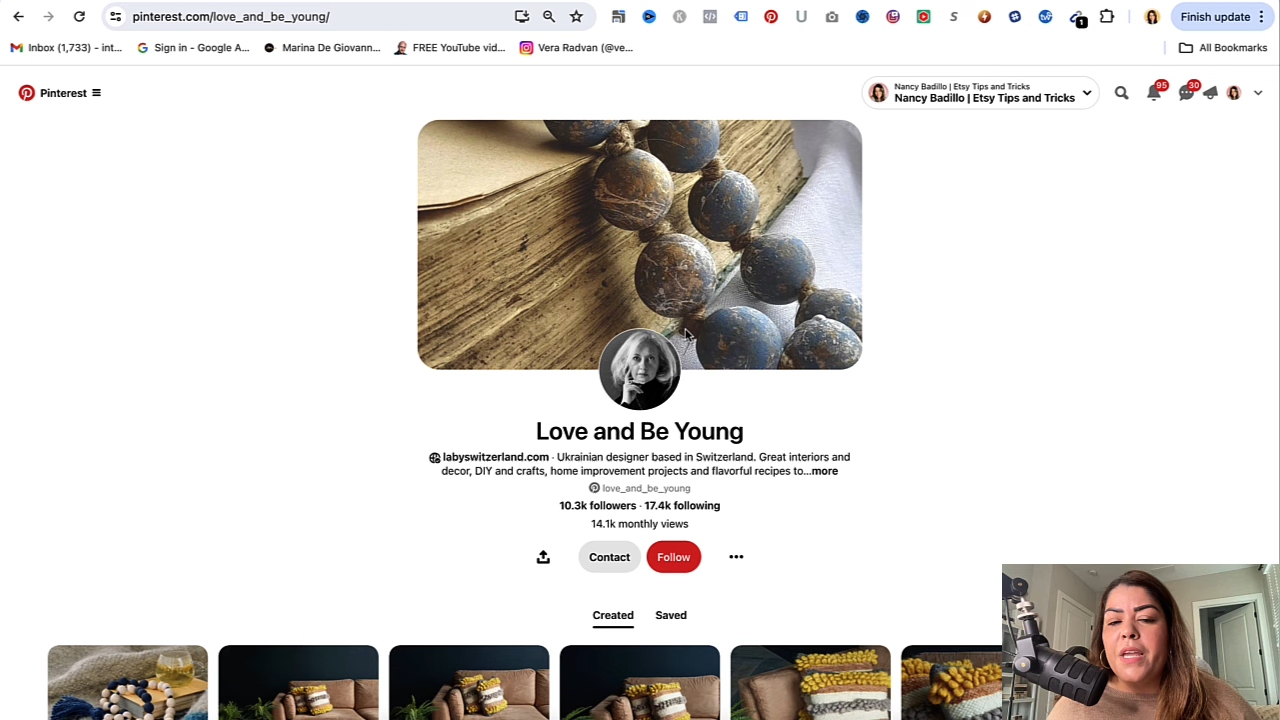 pinterest.com/love_and_be_young/
1
Finish update
Inbox (1,733) - int...
Sign in - Google A...
Marina De Giovann...
FREE YouTube vid...
Vera Radvan (@ve...
All Bookmarks
Pinterest
Nancy Badillo | Etsy Tips and Tricks
Nancy Badillo | Etsy Tips and Tricks
95
30
Love and Be Young
labyswitzerland.com · Ukrainian designer based in Switzerland. Great interiors and
decor, DIY and crafts, home improvement projects and flavorful recipes to...more
love_and_be_young
10.3k followers · 17.4k following
14.1k monthly views
Contact
Follow
Created
Saved